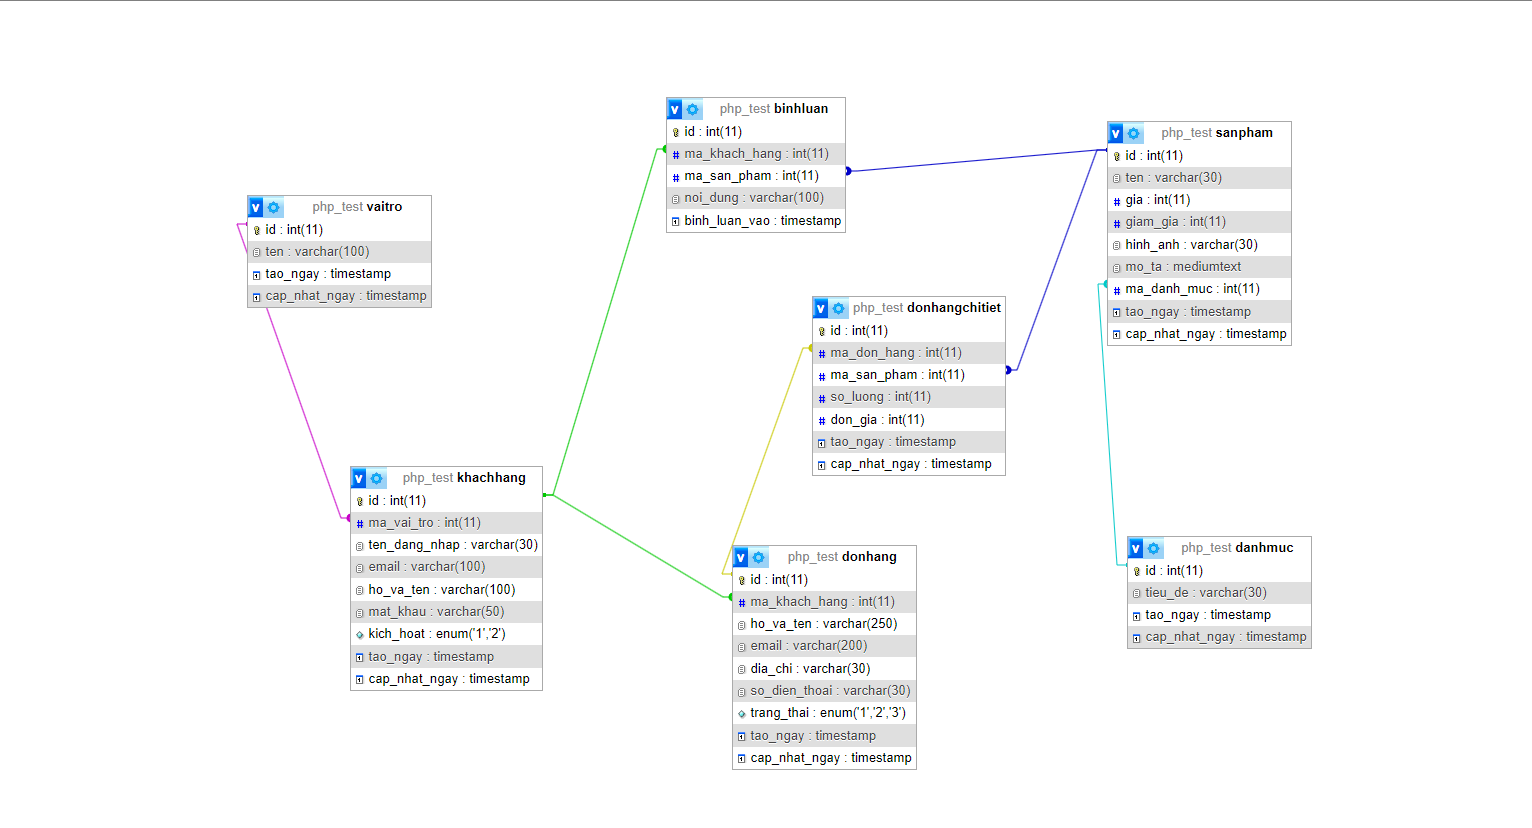 php_test binhluan
id : int(11)
ma_khach_hang : int(11)
ma_san_pham : int(11)
noi_dung : varchar(100)
binh_luan_vao : timestamp
php_test sanpham
id : int(11)
ten : varchar(30)
gia : int(11)
giam_gia : int(11)
hinh_anh : varchar(30)
mo_ta : mediumtext
ma_danh_muc : int(11)
tao_ngay : timestamp
cap_nhat_ngay : timestamp
php_test vaitro
id : int(11)
ten : varchar(100)
tao_ngay : timestamp
cap_nhat_ngay : timestamp
php_test donhangchitiet
id : int(11)
ma_don_hang : int(11)
ma_san_pham : int(11)
so_luong : int(11)
don_gia : int(11)
tao_ngay : timestamp
cap_nhat_ngay : timestamp
php_test khachhang
id : int(11)
ma_vai_tro : int(11)
ten_dang_nhap : varchar(30)
email : varchar(100)
ho_va_ten : varchar(100)
mat_khau : varchar(50)
kich_hoat : enum('1','2')
tao_ngay : timestamp
cap_nhat_ngay : timestamp
php_test donhang
id : int(11)
ma_khach_hang : int(11)
ho_va_ten : varchar(250)
email : varchar(200)
dia_chi : varchar(30)
so_dien_thoai : varchar(30)
trang_thai : enum('1','2','3')
tao_ngay : timestamp
cap_nhat_ngay : timestamp
php_test danhmuc
id : int(11)
tieu_de : varchar(30)
tao_ngay : timestamp
cap_nhat_ngay : timestamp